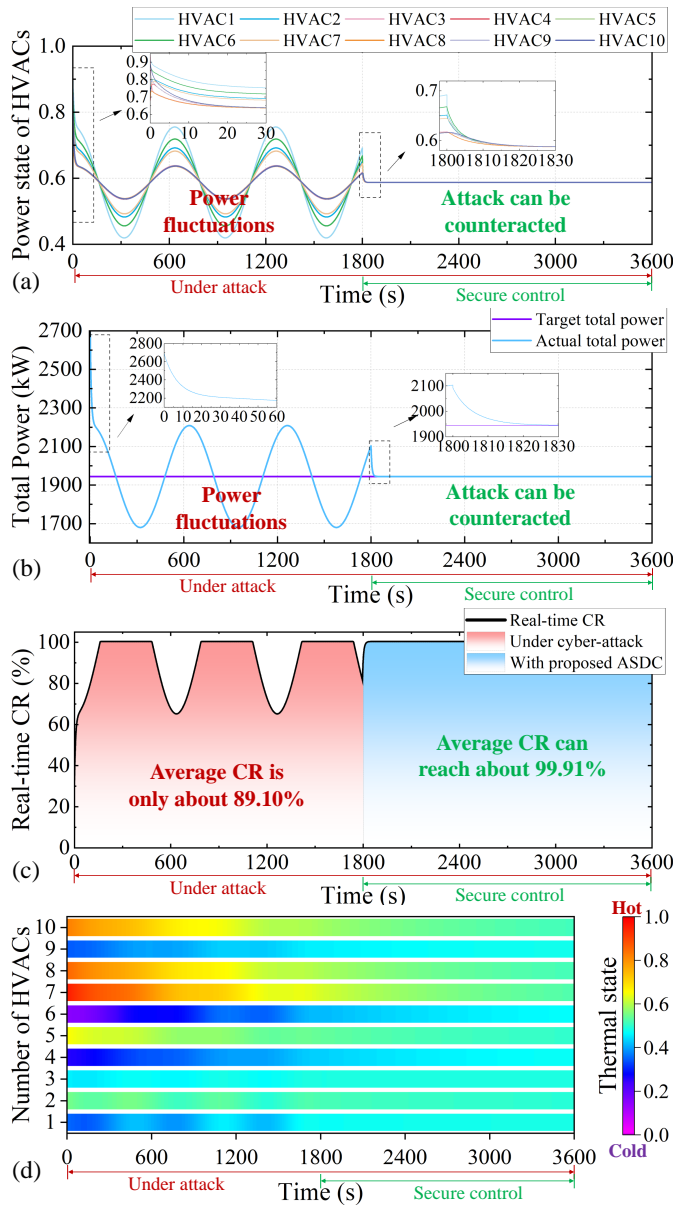 HVAC1 HVAC2 HVAC3 HVAC4 HVAC5
HVAC6 HVAC7 HVAC8 HVAC9 HVAC10
Power state of HVACs
1.0
0.8
0.6
0.4
0.9
0.8
0.7
0.6
0 10 20 30
0.7
0.6
1800 1810 1820 1830
Power
fluctuations
Attack can be
counteracted
0 600 1200 1800 2400 3000 3600
(a)
Under attack
Time (s)
Secure control
Total Power (kW)
2700
2500
2300
2100
1900
1700
Target total power
Actual total power
2800
2600
2400
2200
0 10 20 30 40 50 60
2100
2000
1900
1800 1810 1820 1830
Power
fluctuations
Attack can be
counteracted
0 600 1200 1800 2400 3000 3600
(b)
Under attack
Time (s)
Secure control
Real-time CR (%)
100
80
60
40
20
0
Real-time CR
Under cyber-attack
With proposed ASDC
Average CR is
only about 89.10%
Average CR can
reach about 99.91%
0 600 1200 1800 2400 3000 3600
(c)
Under attack
Time (s)
Secure control
Number of HVACs
10
9
8
7
6
5
4
3
2
1
Hot
1.0
0.8
0.6
0.4
0.2
0.0
Cold
Thermal state
0 600 1200 1800 2400 3000 3600
(d)
Under attack
Time (s)
Secure control